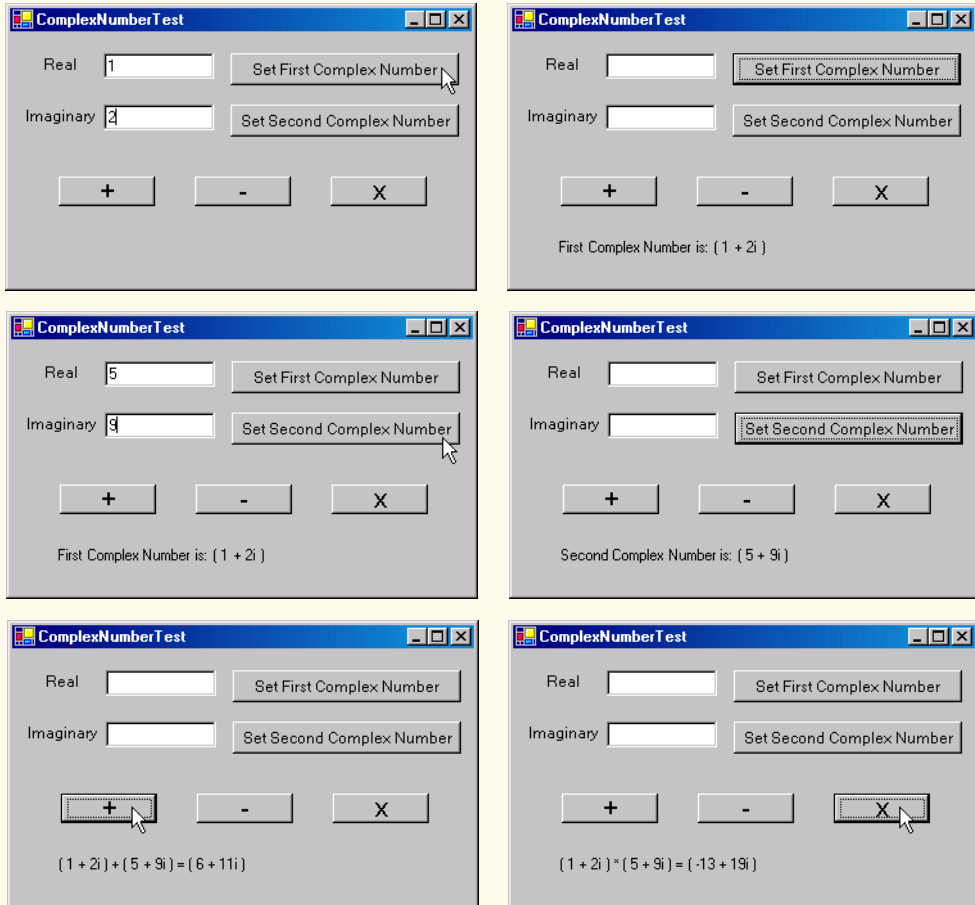 ComplexNumberTest
Real 1 Set First Complex Number
Imaginary 2 Set Second Complex Number
+ - X
ComplexNumberTest
Real Set First Complex Number
Imaginary Set Second Complex Number
+ - X
First Complex Number is: ( 1 + 2i )
ComplexNumberTest
Real 5 Set First Complex Number
Imaginary 9 Set Second Complex Number
+ - X
First Complex Number is: ( 1 + 2i )
ComplexNumberTest
Real Set First Complex Number
Imaginary Set Second Complex Number
+ - X
Second Complex Number is: ( 5 + 9i )
ComplexNumberTest
Real Set First Complex Number
Imaginary Set Second Complex Number
+ - X
( 1 + 2i ) + ( 5 + 9i ) = ( 6 + 11i )
ComplexNumberTest
Real Set First Complex Number
Imaginary Set Second Complex Number
+ - X
( 1 + 2i ) * ( 5 + 9i ) = ( -13 + 19i )